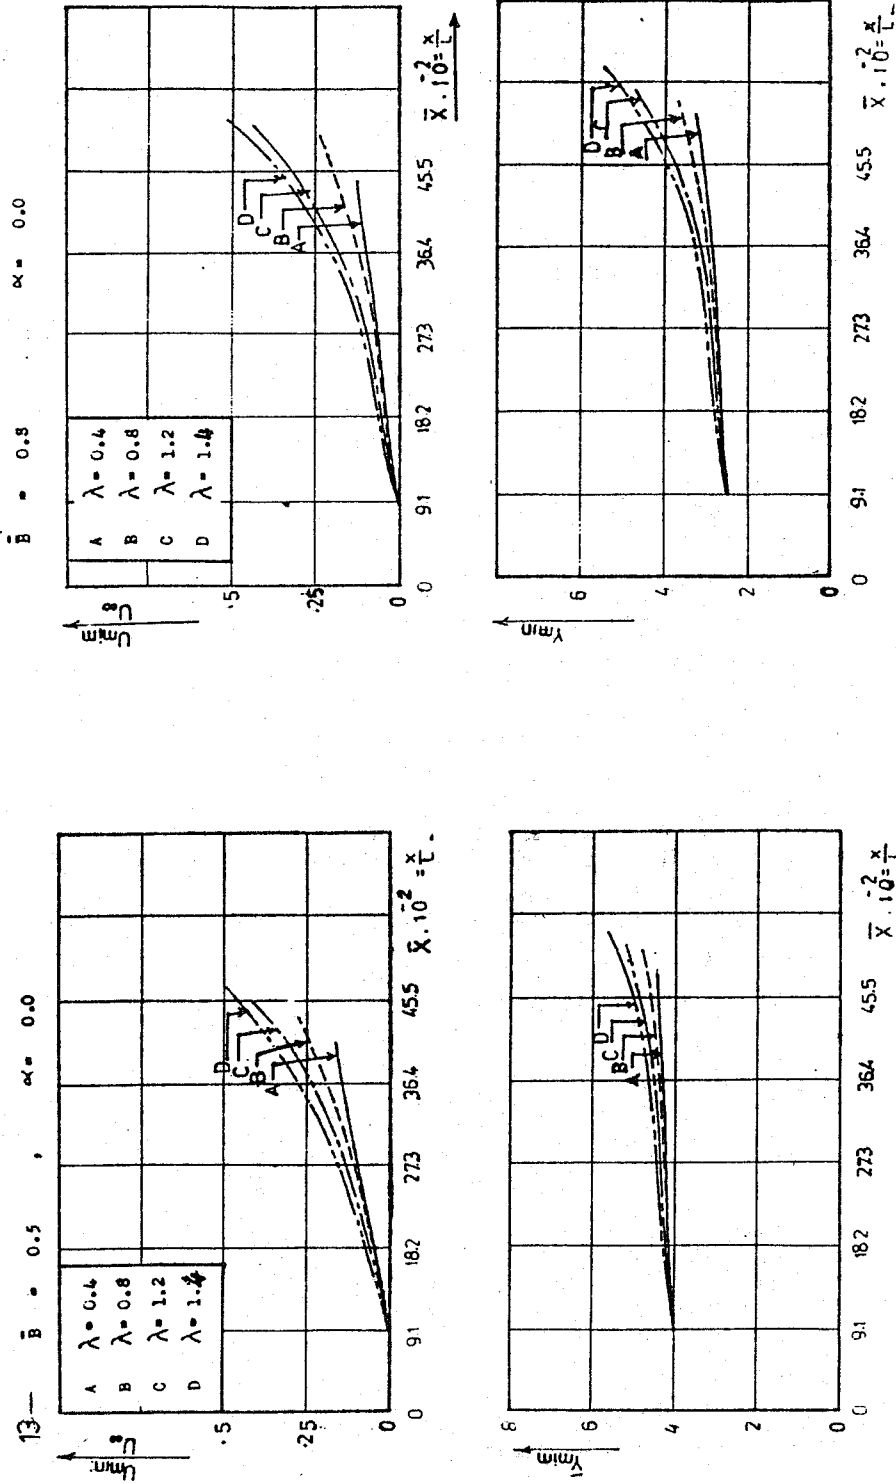 13—
B̄ = 0.5 , α = 0.0
A λ = 0.4
B λ = 0.8
C λ = 1.2
D λ = 1.4
Umin.
U∞
.5
.25
0
0 9.1 18.2 27.3 36.4 45.5 X̄ . 10⁻² = x/L
D
C
B
A
B̄ = 0.8 α = 0.0
A λ = 0.4
B λ = 0.8
C λ = 1.2
D λ = 1.4
Umim
U∞
.5
.25
0
0 9.1 18.2 27.3 36.4 45.5 X̄ . 10⁻² = x/L
D
C
B
A
Ymim
8
6
4
2
0
0 9.1 18.2 27.3 36.4 45.5 X̄ . 10⁻² = x/L
D
C
B
A
Ymin
6
4
2
0
0 9.1 18.2 27.3 36.4 45.5 X̄ . 10⁻² = x/L
D
C
B
A